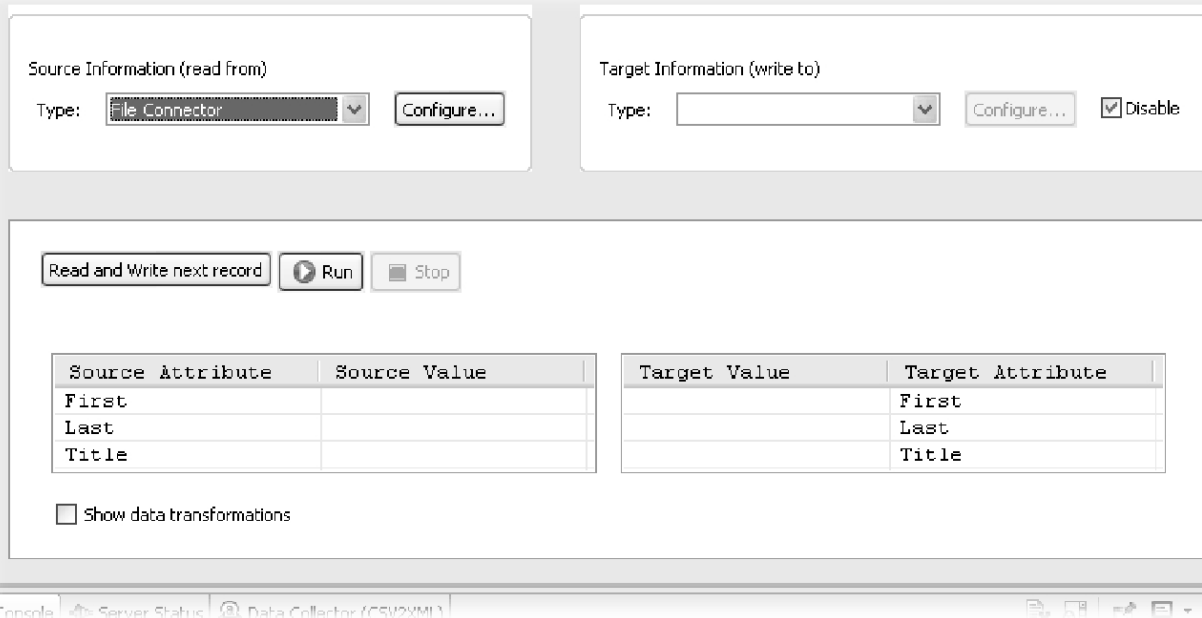 Source Information (read from)
Target Information (write to)
Type: File Connector Configure...
Type: Configure... Disable
Read and Write next record Run Stop
Source Attribute Source Value Target Value Target Attribute
First First
Last Last
Title Title
Show data transformations
Console Server Status Data Collector (CSV2XML)